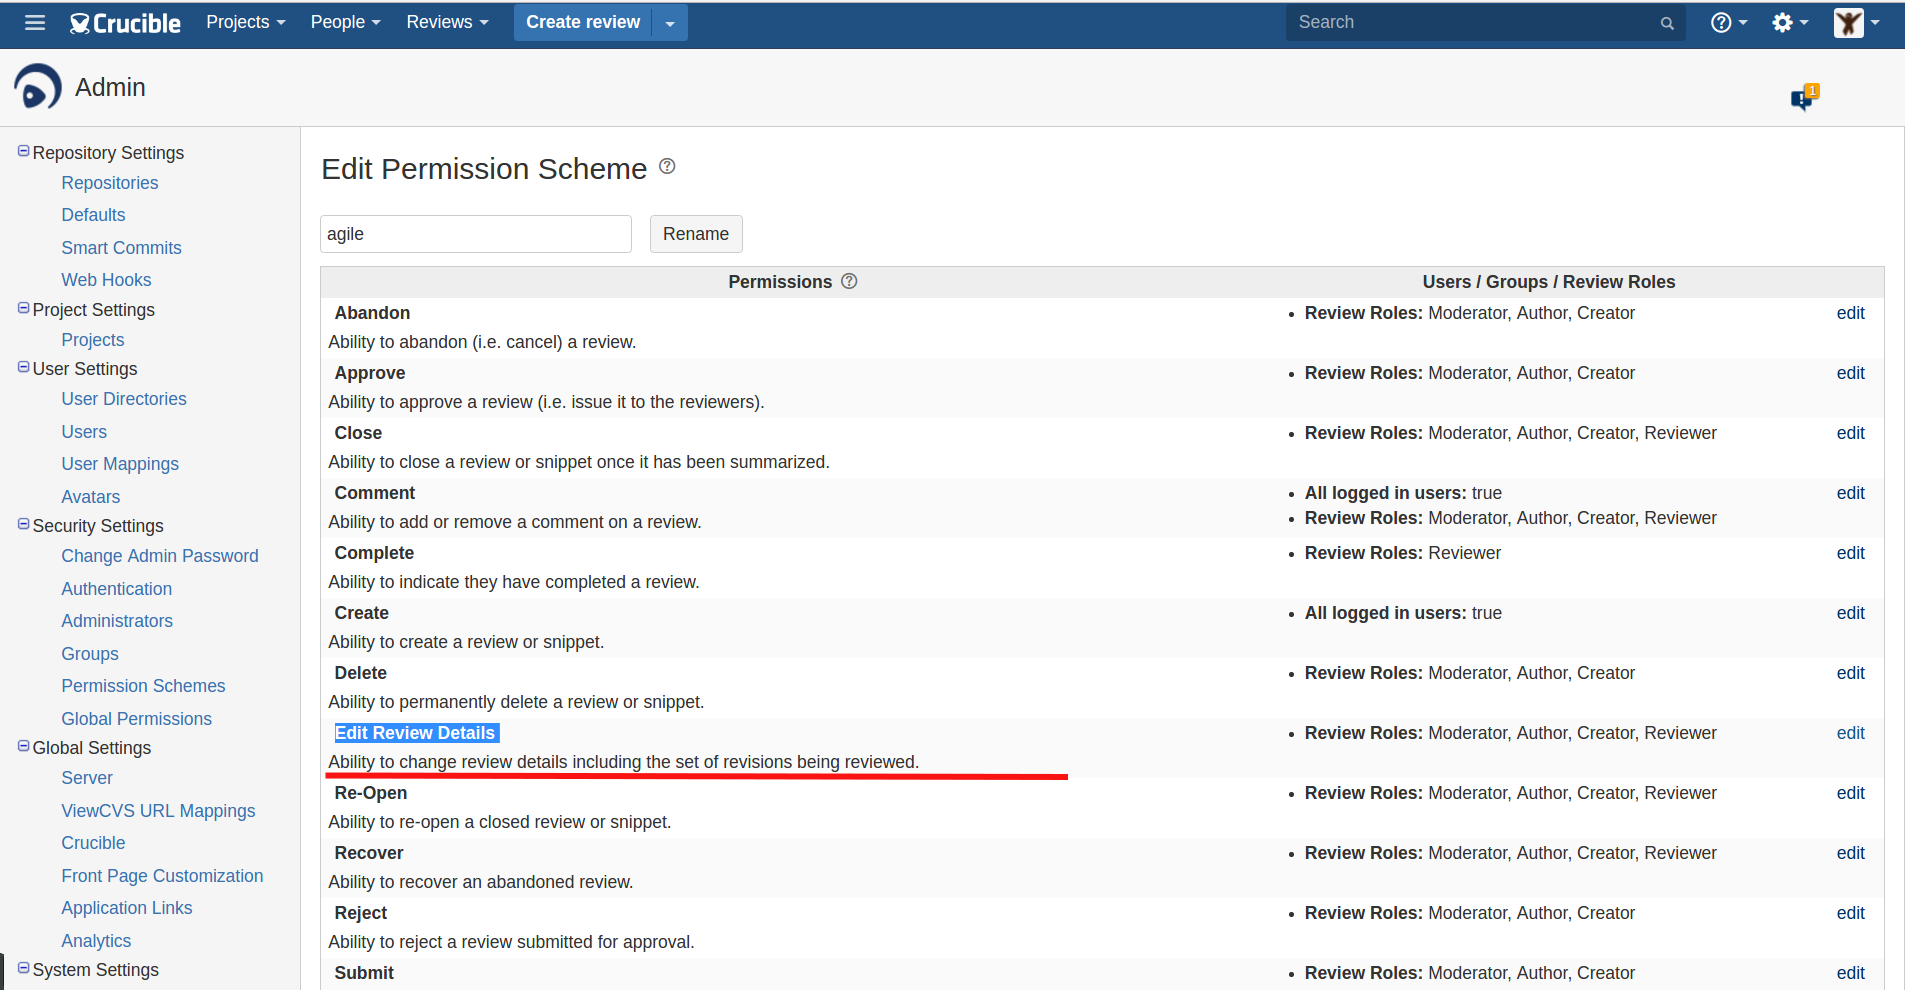 Crucible Projects People Reviews Create review Search
Admin
1
Repository Settings
Repositories
Defaults
Smart Commits
Web Hooks
Project Settings
Projects
User Settings
User Directories
Users
User Mappings
Avatars
Security Settings
Change Admin Password
Authentication
Administrators
Groups
Permission Schemes
Global Permissions
Global Settings
Server
ViewCVS URL Mappings
Crucible
Front Page Customization
Application Links
Analytics
System Settings
Edit Permission Scheme ?
agile Rename
Permissions ? Users / Groups / Review Roles
Abandon • Review Roles: Moderator, Author, Creator edit
Ability to abandon (i.e. cancel) a review.
Approve • Review Roles: Moderator, Author, Creator edit
Ability to approve a review (i.e. issue it to the reviewers).
Close • Review Roles: Moderator, Author, Creator, Reviewer edit
Ability to close a review or snippet once it has been summarized.
Comment • All logged in users: true edit
• Review Roles: Moderator, Author, Creator, Reviewer
Ability to add or remove a comment on a review.
Complete • Review Roles: Reviewer edit
Ability to indicate they have completed a review.
Create • All logged in users: true edit
Ability to create a review or snippet.
Delete • Review Roles: Moderator, Author, Creator edit
Ability to permanently delete a review or snippet.
Edit Review Details • Review Roles: Moderator, Author, Creator, Reviewer edit
Ability to change review details including the set of revisions being reviewed.
Re-Open • Review Roles: Moderator, Author, Creator, Reviewer edit
Ability to re-open a closed review or snippet.
Recover • Review Roles: Moderator, Author, Creator, Reviewer edit
Ability to recover an abandoned review.
Reject • Review Roles: Moderator, Author, Creator edit
Ability to reject a review submitted for approval.
Submit • Review Roles: Moderator, Author, Creator edit